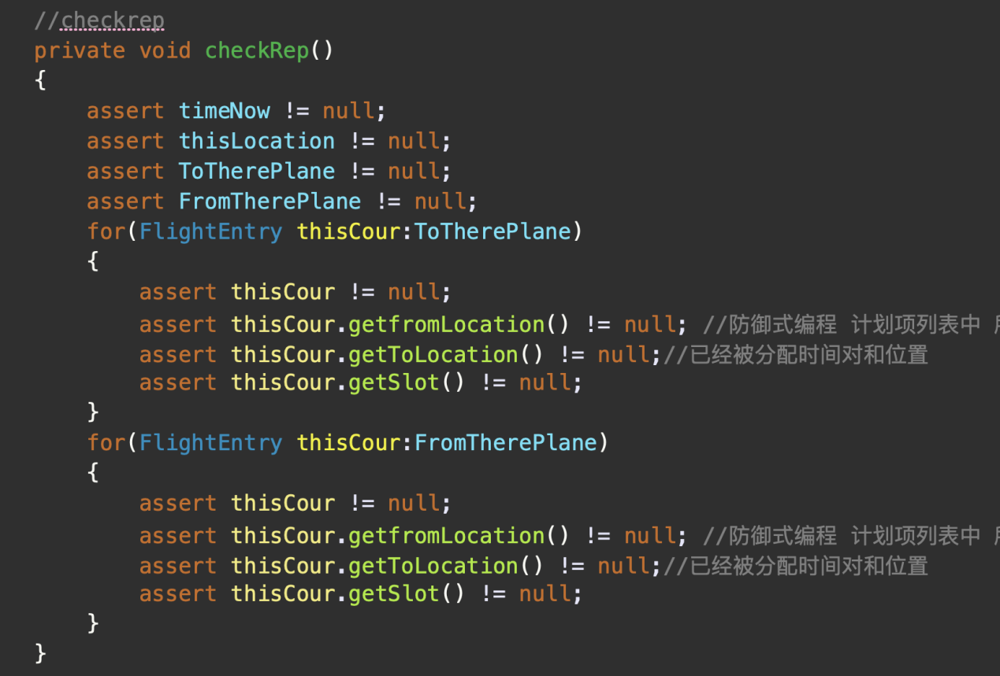 //checkrep
private void checkRep()
{
assert timeNow != null;
assert thisLocation != null;
assert ToTherePlane != null;
assert FromTherePlane != null;
for(FlightEntry thisCour:ToTherePlane)
{
assert thisCour != null;
assert thisCour.getfromLocation() != null; //防御式编程 计划项列表中
assert thisCour.getToLocation() != null;//已经被分配时间对和位置
assert thisCour.getSlot() != null;
}
for(FlightEntry thisCour:FromTherePlane)
{
assert thisCour != null;
assert thisCour.getfromLocation() != null; //防御式编程 计划项列表中
assert thisCour.getToLocation() != null;//已经被分配时间对和位置
assert thisCour.getSlot() != null;
}
}